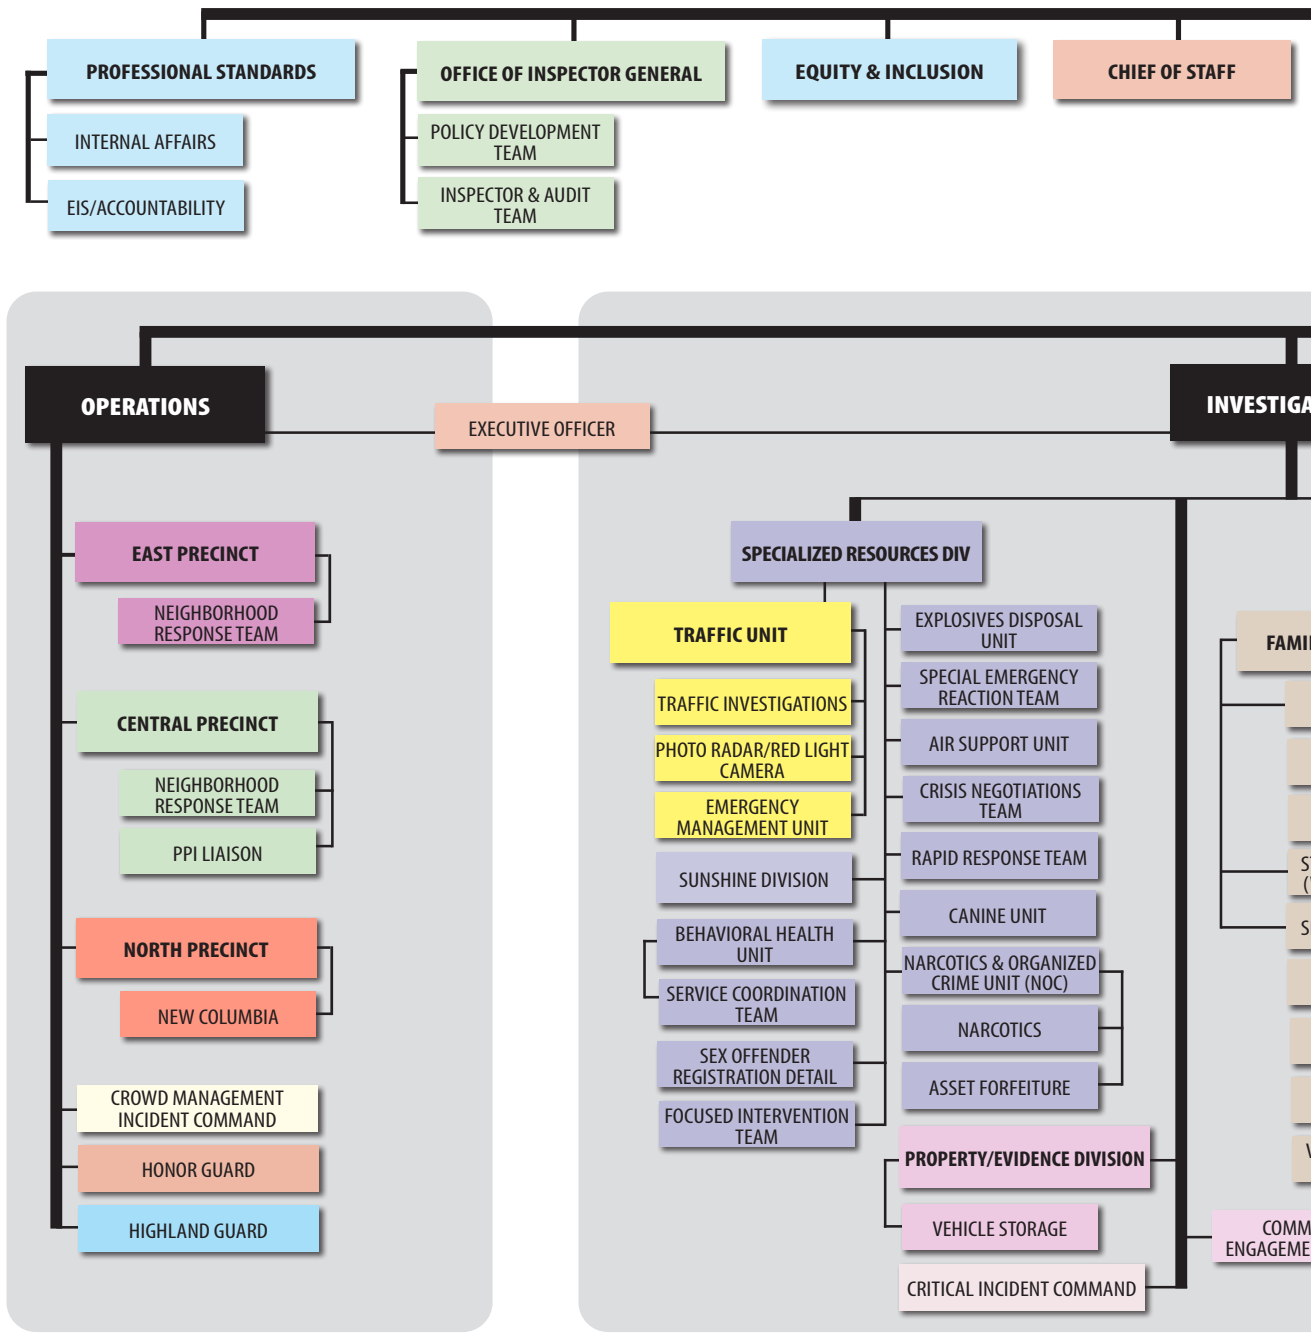 PROFESSIONAL STANDARDS
INTERNAL AFFAIRS
EIS/ACCOUNTABILITY
OFFICE OF INSPECTOR GENERAL
POLICY DEVELOPMENT
TEAM
INSPECTOR & AUDIT
TEAM
EQUITY & INCLUSION
CHIEF OF STAFF
OPERATIONS
EXECUTIVE OFFICER
EAST PRECINCT
NEIGHBORHOOD
RESPONSE TEAM
CENTRAL PRECINCT
NEIGHBORHOOD
RESPONSE TEAM
PPI LIAISON
NORTH PRECINCT
NEW COLUMBIA
CROWD MANAGEMENT
INCIDENT COMMAND
HONOR GUARD
HIGHLAND GUARD
INVESTIGA
SPECIALIZED RESOURCES DIV
TRAFFIC UNIT
TRAFFIC INVESTIGATIONS
PHOTO RADAR/RED LIGHT
CAMERA
EMERGENCY
MANAGEMENT UNIT
SUNSHINE DIVISION
BEHAVIORAL HEALTH
UNIT
SERVICE COORDINATION
TEAM
SEX OFFENDER
REGISTRATION DETAIL
FOCUSED INTERVENTION
TEAM
EXPLOSIVES DISPOSAL
UNIT
SPECIAL EMERGENCY
REACTION TEAM
AIR SUPPORT UNIT
CRISIS NEGOTIATIONS
TEAM
RAPID RESPONSE TEAM
CANINE UNIT
NARCOTICS & ORGANIZED
CRIME UNIT (NOC)
NARCOTICS
ASSET FORFEITURE
PROPERTY/EVIDENCE DIVISION
VEHICLE STORAGE
CRITICAL INCIDENT COMMAND
FAMI
COMM
ENGAGEME